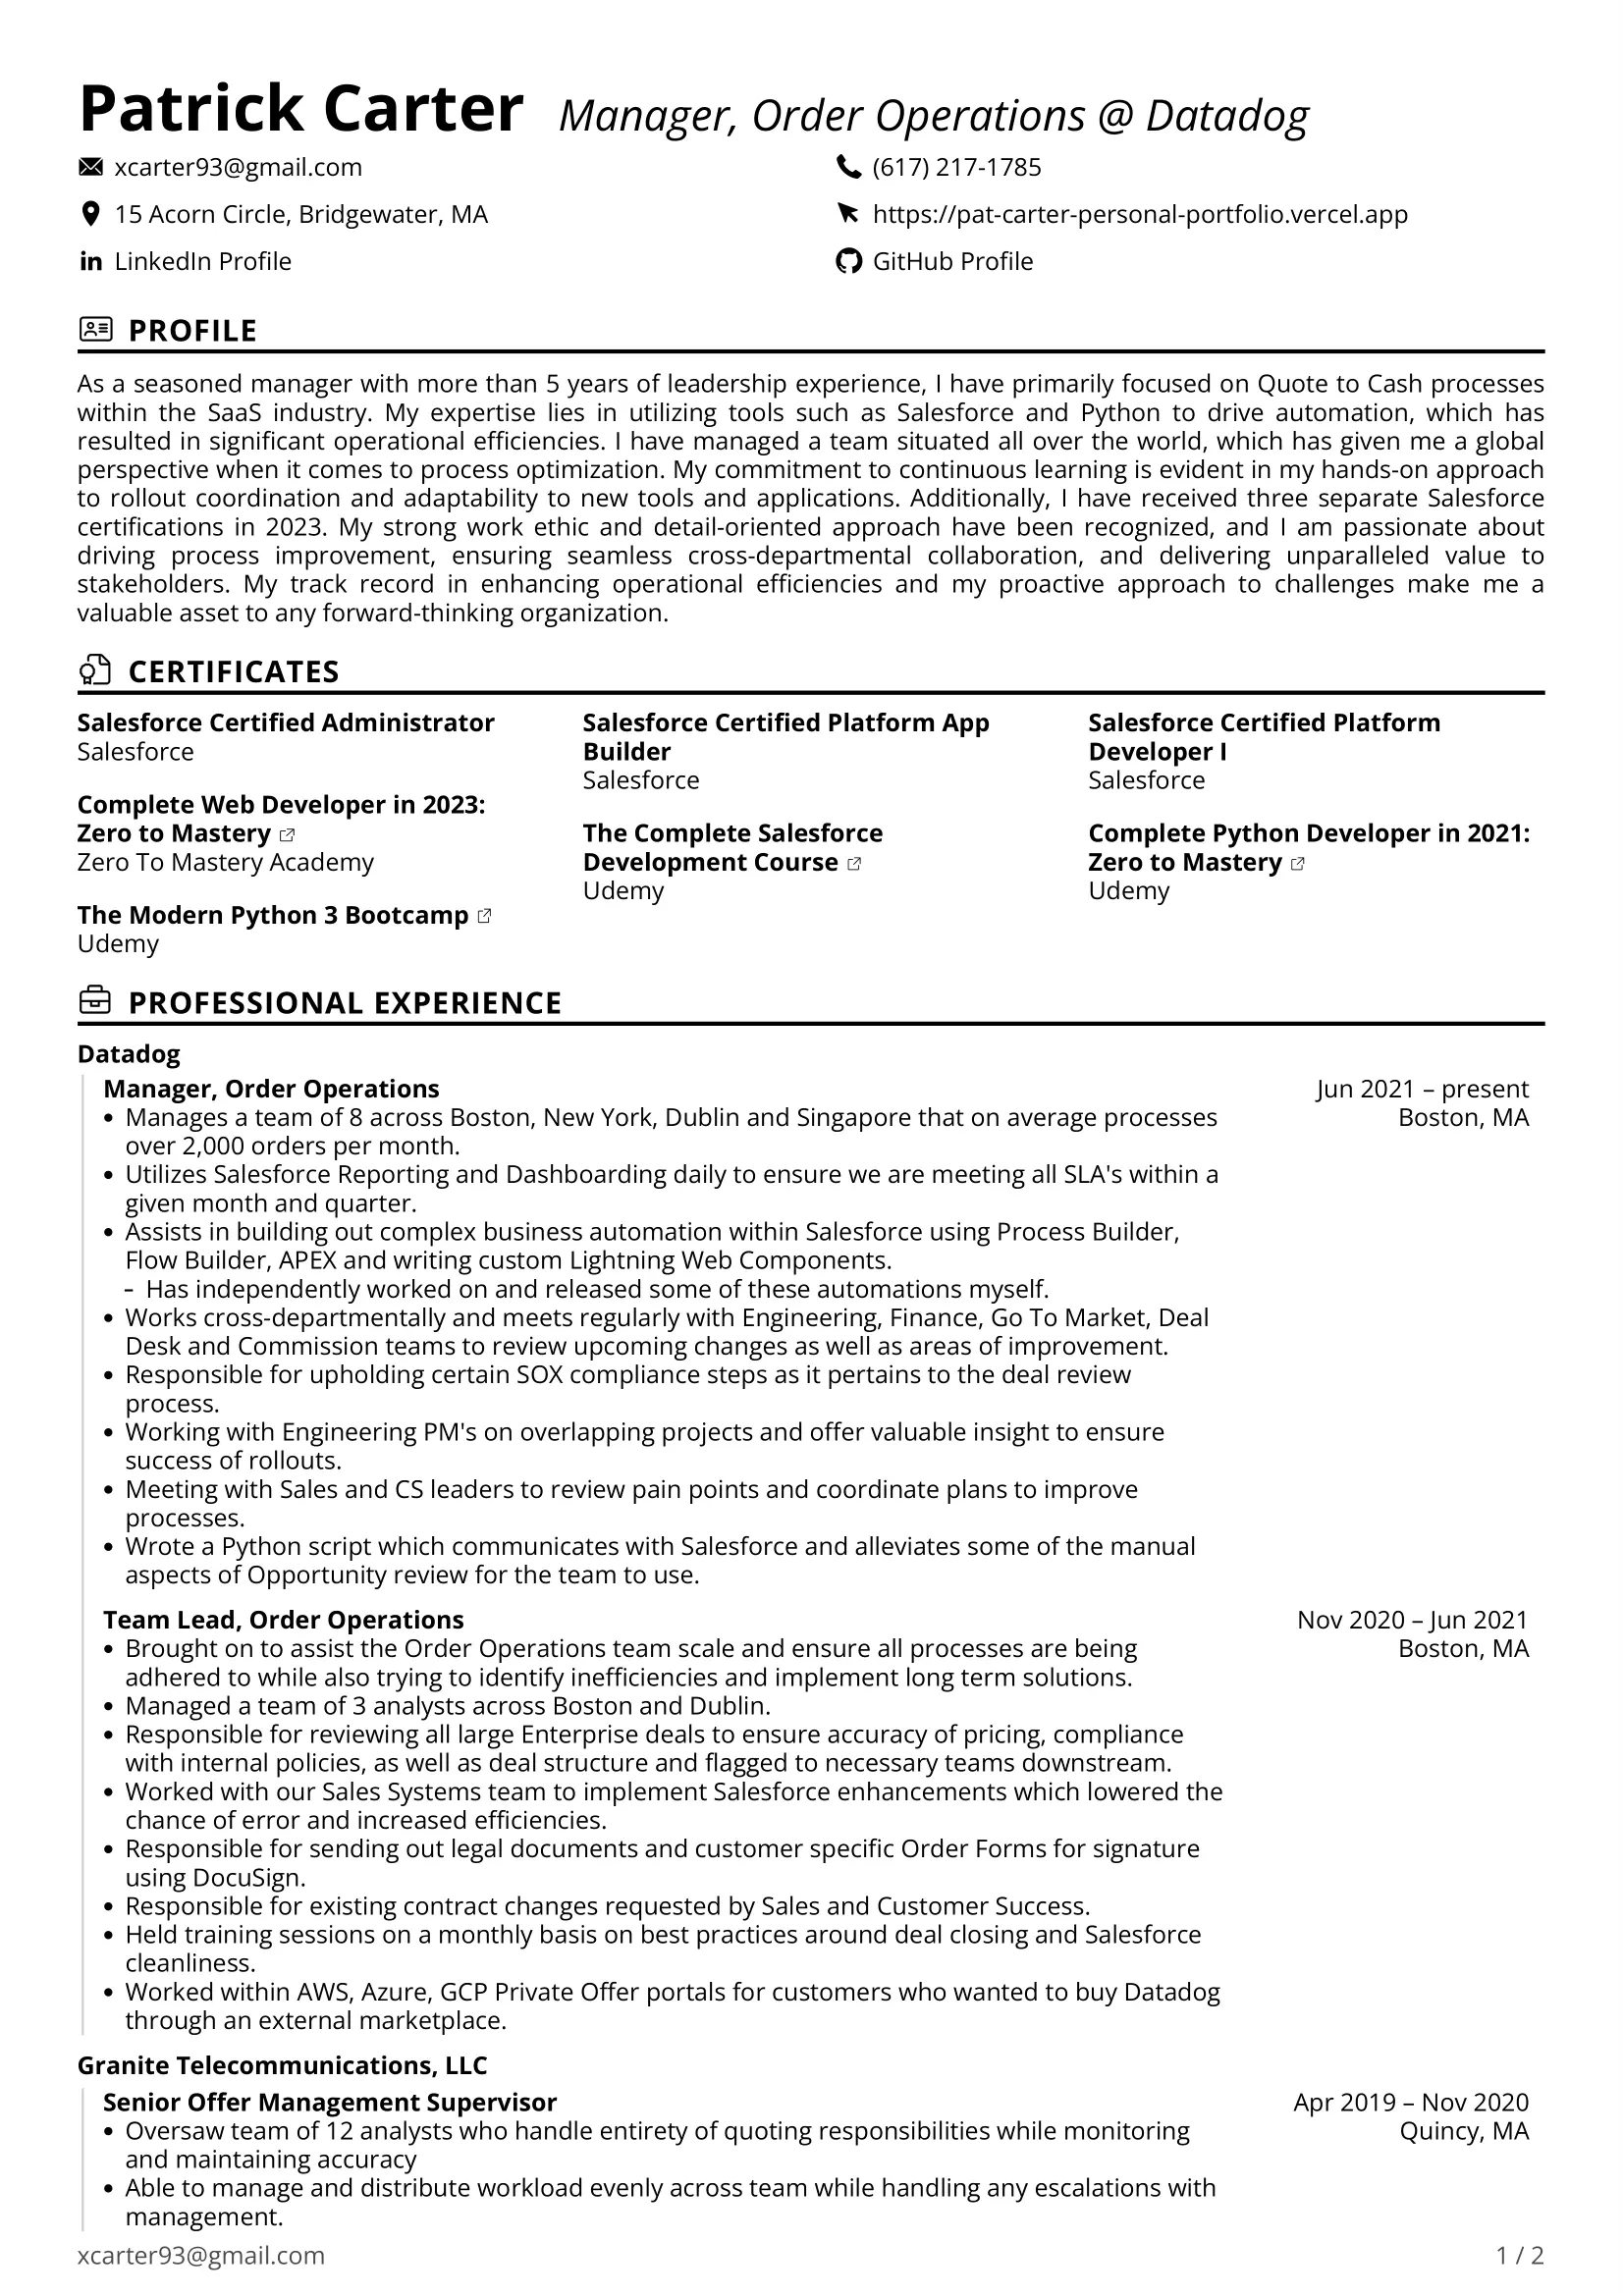 Patrick Carter Manager, Order Operations @ Datadog
xcarter93@gmail.com
(617) 217-1785
15 Acorn Circle, Bridgewater, MA
https://pat-carter-personal-portfolio.vercel.app
LinkedIn Profile
GitHub Profile
PROFILE
As a seasoned manager with more than 5 years of leadership experience, I have primarily focused on Quote to Cash processes
within the SaaS industry. My expertise lies in utilizing tools such as Salesforce and Python to drive automation, which has
resulted in significant operational efficiencies. I have managed a team situated all over the world, which has given me a global
perspective when it comes to process optimization. My commitment to continuous learning is evident in my hands-on approach
to rollout coordination and adaptability to new tools and applications. Additionally, I have received three separate Salesforce
certifications in 2023. My strong work ethic and detail-oriented approach have been recognized, and I am passionate about
driving process improvement, ensuring seamless cross-departmental collaboration, and delivering unparalleled value to
stakeholders. My track record in enhancing operational efficiencies and my proactive approach to challenges make me a
valuable asset to any forward-thinking organization.
CERTIFICATES
Salesforce Certified Administrator
Salesforce
Complete Web Developer in 2023:
Zero to Mastery
Zero To Mastery Academy
The Modern Python 3 Bootcamp
Udemy
Salesforce Certified Platform App
Builder
Salesforce
The Complete Salesforce
Development Course
Udemy
Salesforce Certified Platform
Developer I
Salesforce
Complete Python Developer in 2021:
Zero to Mastery
Udemy
PROFESSIONAL EXPERIENCE
Datadog
Manager, Order Operations
Jun 2021 – present
Boston, MA
• Manages a team of 8 across Boston, New York, Dublin and Singapore that on average processes
over 2,000 orders per month.
• Utilizes Salesforce Reporting and Dashboarding daily to ensure we are meeting all SLA's within a
given month and quarter.
• Assists in building out complex business automation within Salesforce using Process Builder,
Flow Builder, APEX and writing custom Lightning Web Components.
- Has independently worked on and released some of these automations myself.
• Works cross-departmentally and meets regularly with Engineering, Finance, Go To Market, Deal
Desk and Commission teams to review upcoming changes as well as areas of improvement.
• Responsible for upholding certain SOX compliance steps as it pertains to the deal review
process.
• Working with Engineering PM's on overlapping projects and offer valuable insight to ensure
success of rollouts.
• Meeting with Sales and CS leaders to review pain points and coordinate plans to improve
processes.
• Wrote a Python script which communicates with Salesforce and alleviates some of the manual
aspects of Opportunity review for the team to use.
Team Lead, Order Operations
Nov 2020 – Jun 2021
Boston, MA
• Brought on to assist the Order Operations team scale and ensure all processes are being
adhered to while also trying to identify inefficiencies and implement long term solutions.
• Managed a team of 3 analysts across Boston and Dublin.
• Responsible for reviewing all large Enterprise deals to ensure accuracy of pricing, compliance
with internal policies, as well as deal structure and flagged to necessary teams downstream.
• Worked with our Sales Systems team to implement Salesforce enhancements which lowered the
chance of error and increased efficiencies.
• Responsible for sending out legal documents and customer specific Order Forms for signature
using DocuSign.
• Responsible for existing contract changes requested by Sales and Customer Success.
• Held training sessions on a monthly basis on best practices around deal closing and Salesforce
cleanliness.
• Worked within AWS, Azure, GCP Private Offer portals for customers who wanted to buy Datadog
through an external marketplace.
Granite Telecommunications, LLC
Senior Offer Management Supervisor
Apr 2019 – Nov 2020
Quincy, MA
• Oversaw team of 12 analysts who handle entirety of quoting responsibilities while monitoring
and maintaining accuracy
• Able to manage and distribute workload evenly across team while handling any escalations with
management.
xcarter93@gmail.com
1 / 2